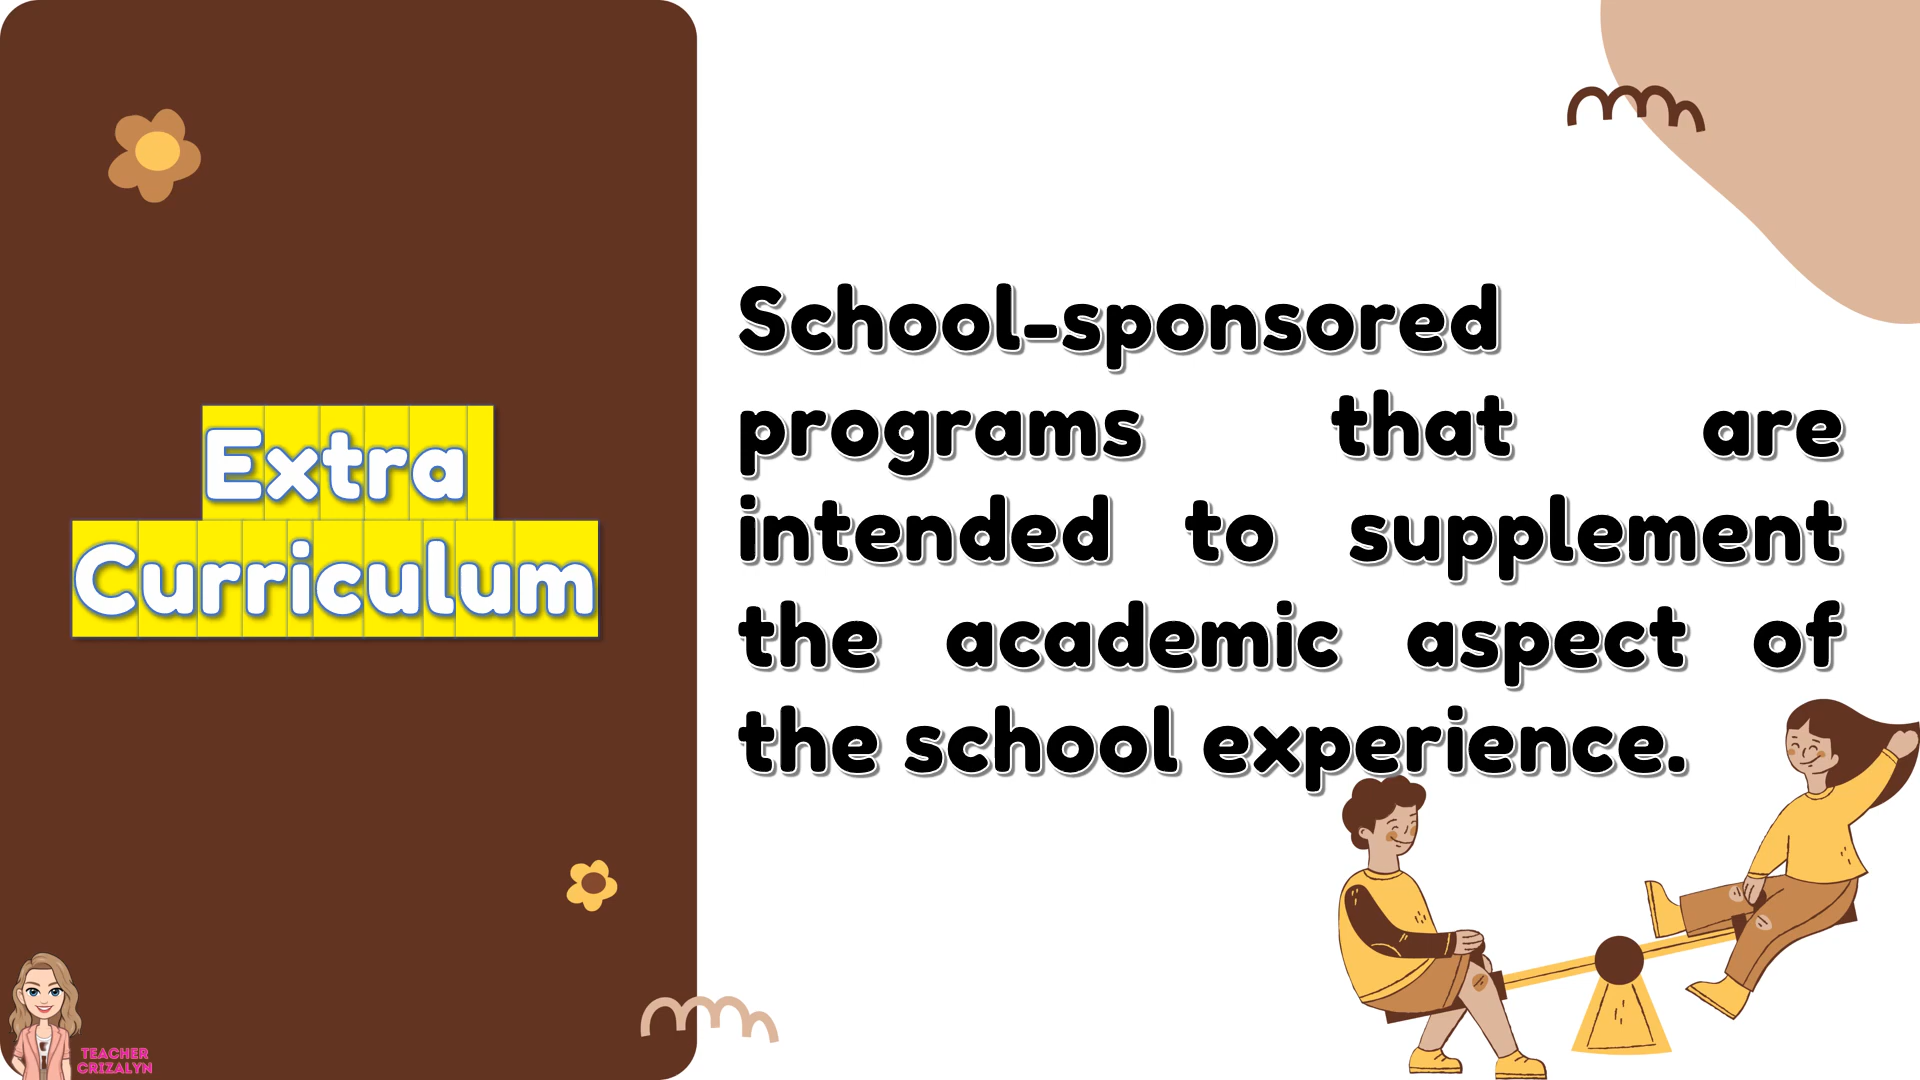 Extra
Curriculum
School-sponsored
programs that are
intended to supplement
the academic aspect of
the school experience.
TEACHER
CRIZALYN